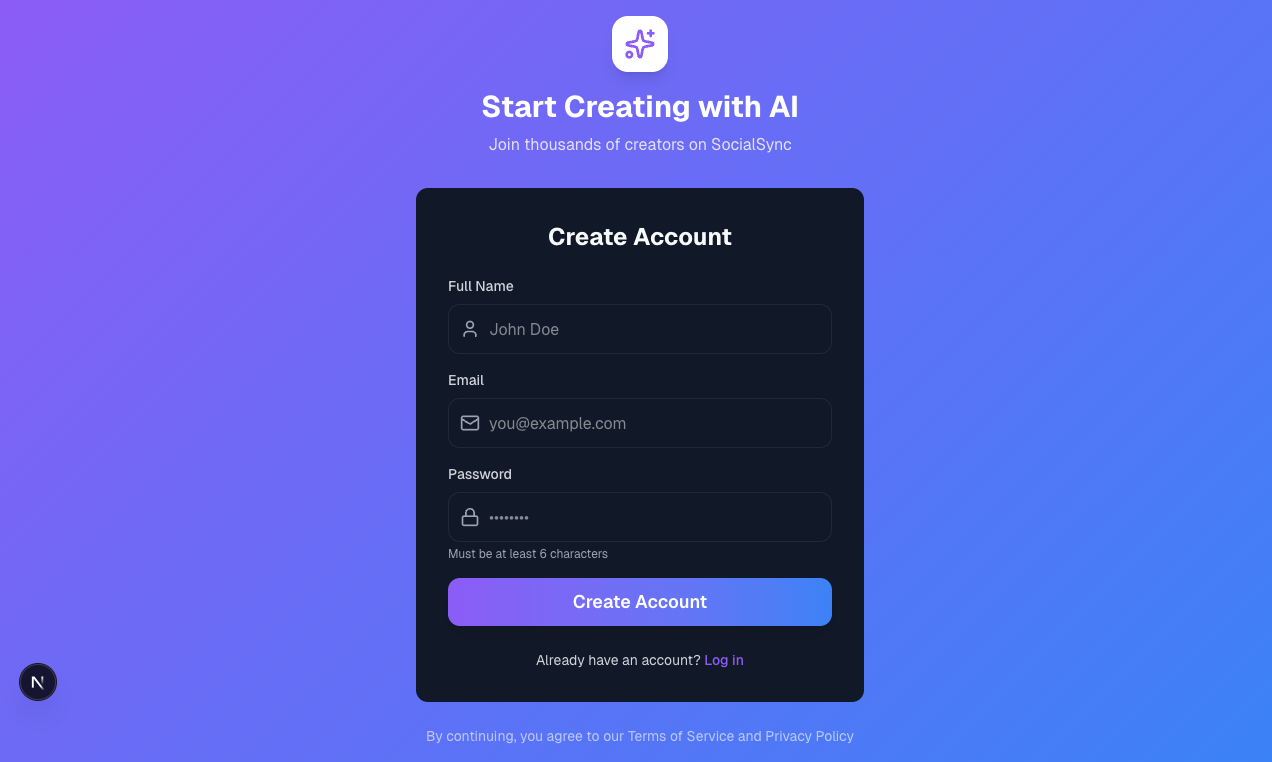 Start Creating with AI
Join thousands of creators on SocialSync
Create Account
Full Name
John Doe
Email
you@example.com
Password
••••••••
Must be at least 6 characters
Create Account
Already have an account? Log in
N
By continuing, you agree to our Terms of Service and Privacy Policy